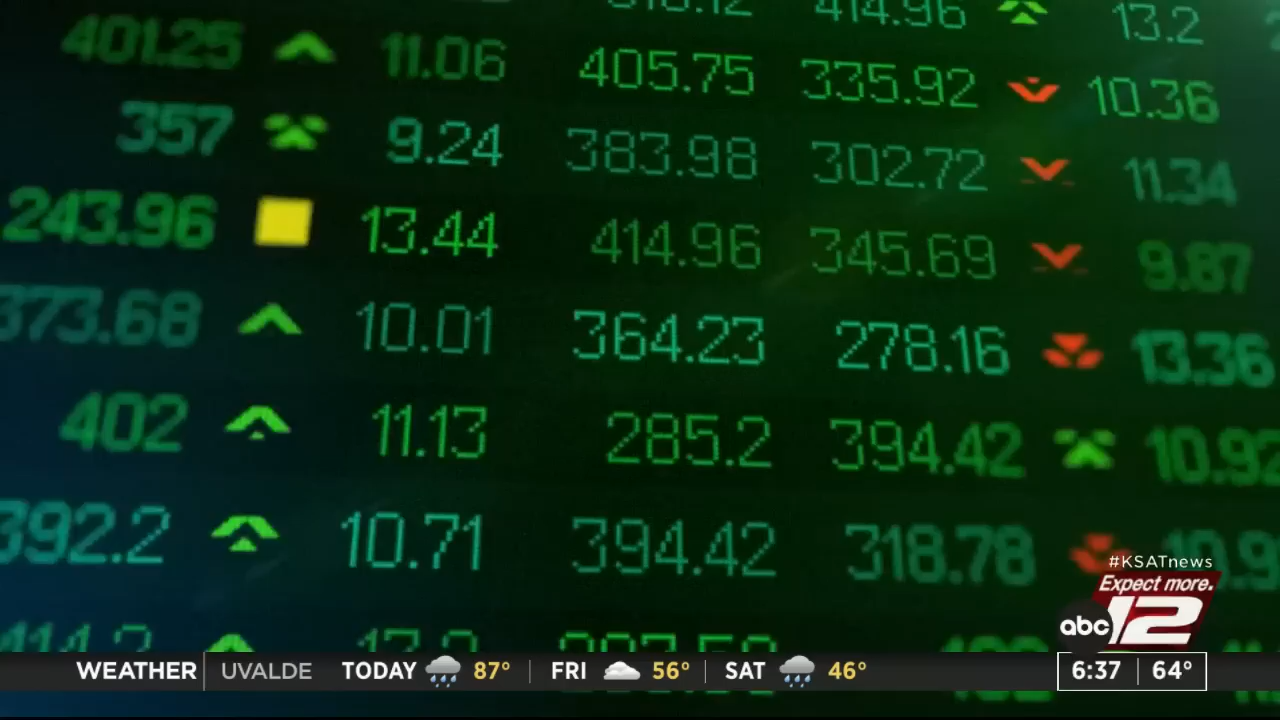 414.96 13.2
401.25 11.06 405.75 335.92 10.36
357 9.24 383.98 302.72 11.34
243.96 13.44 414.96 345.69 9.87
373.68 10.01 364.23 278.16 13.36
402 11.13 285.2 394.42 10.92
392.2 10.71 394.42 318.78
#KSATnews
Expect more.
abc 12
WEATHER UVALDE TODAY 87° FRI 56° SAT 46° 6:37 64°